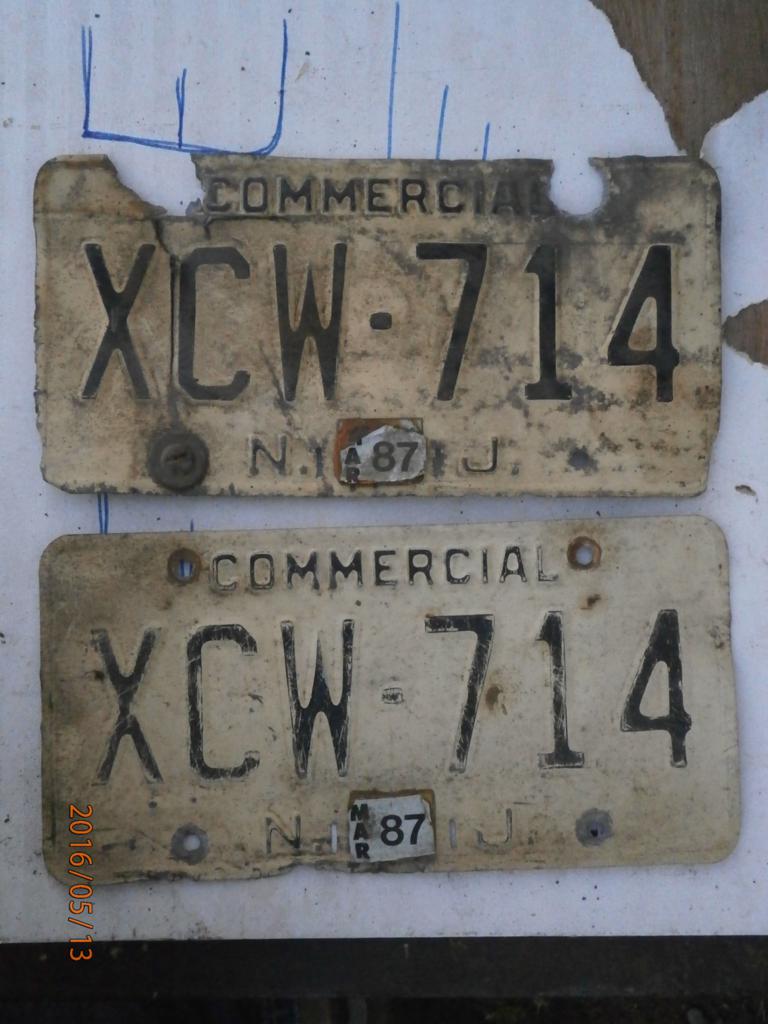 COMMERCIAL
XCW·714
N. MAR 87 J.
COMMERCIAL
XCW-714
N. MAR 87 J
2016/05/13